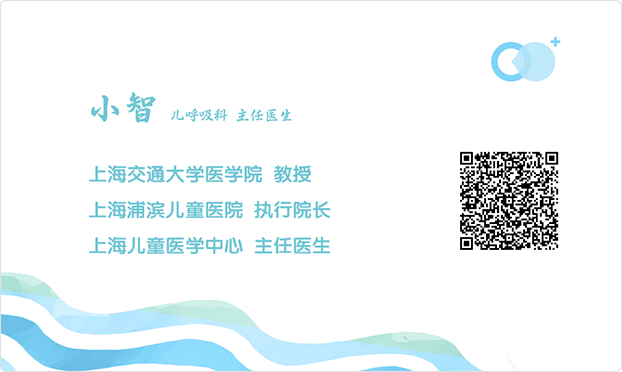 小智 儿呼吸科 主任医生
上海交通大学医学院 教授
上海浦滨儿童医院 执行院长
上海儿童医学中心 主任医生